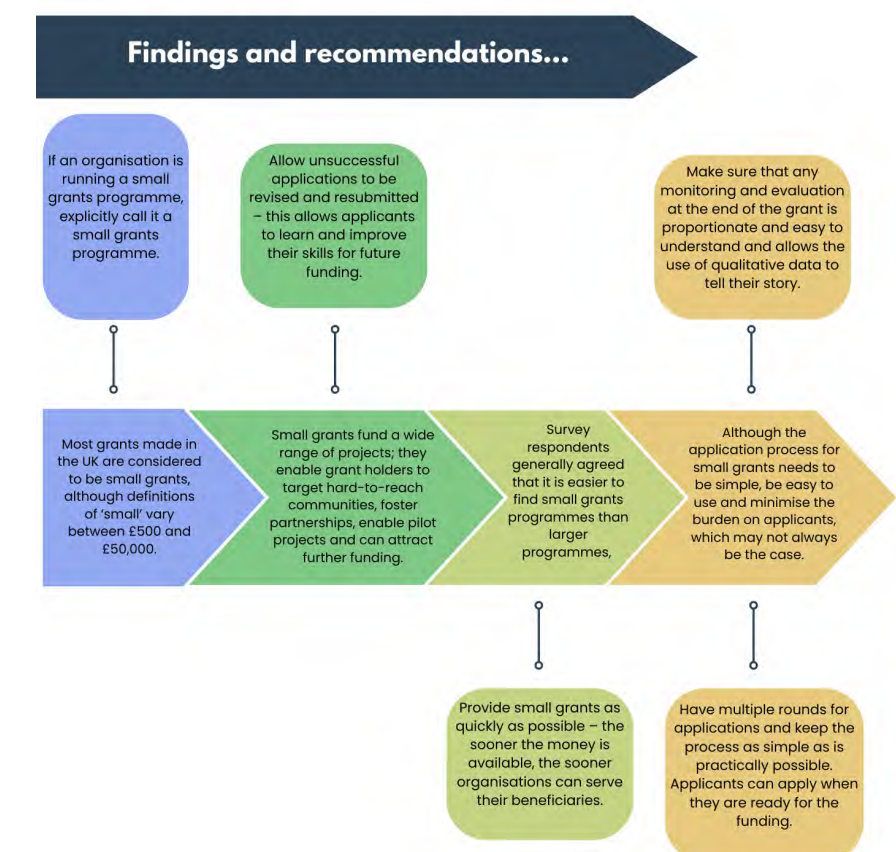 Findings and recommendations...
If an organisation is
running a small
grants programme,
explicitly call it a
small grants
programme.
Allow unsuccessful
applications to be
revised and resubmitted
– this allows applicants
to learn and improve
their skills for future
funding.
Make sure that any
monitoring and evaluation
at the end of the grant is
proportionate and easy to
understand and allows the
use of qualitative data to
tell their story.
Most grants made in
the UK are considered
to be small grants,
although definitions
of ‘small’ vary
between £500 and
£50,000.
Small grants fund a wide
range of projects; they
enable grant holders to
target hard-to-reach
communities, foster
partnerships, enable pilot
projects and can attract
further funding.
Survey
respondents
generally agreed
that it is easier to
find small grants
programmes than
larger
programmes,
Although the
application process for
small grants needs to
be simple, be easy to
use and minimise the
burden on applicants,
which may not always
be the case.
Provide small grants as
quickly as possible – the
sooner the money is
available, the sooner
organisations can serve
their beneficiaries.
Have multiple rounds for
applications and keep the
process as simple as is
practically possible.
Applicants can apply when
they are ready for the
funding.